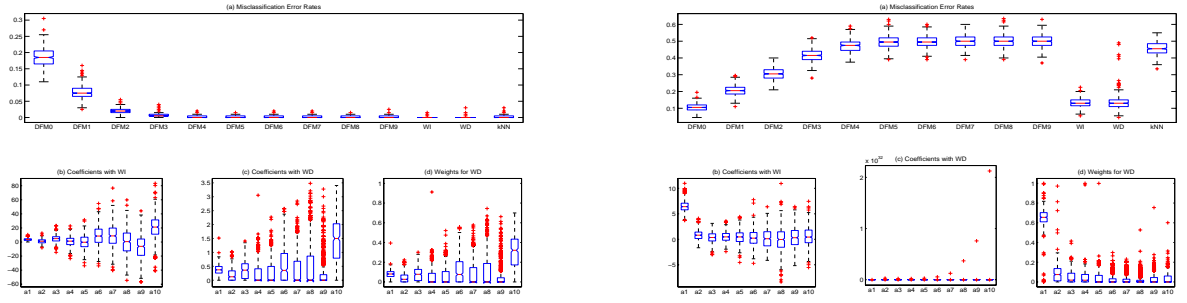 (a) Misclassification Error Rates
0.3
0.25
0.2
0.15
0.1
0.05
0
DFM0 DFM1 DFM2 DFM3 DFM4 DFM5 DFM6 DFM7 DFM8 DFM9 WI WD kNN
(b) Coefficients with WI
80
60
40
20
0
−20
−40
−60
a1 a2 a3 a4 a5 a6 a7 a8 a9 a10
(c) Coefficients with WD
3.5
3
2.5
2
1.5
1
0.5
0
a1 a2 a3 a4 a5 a6 a7 a8 a9 a10
(d) Weights for WD
1
0.8
0.6
0.4
0.2
0
a1 a2 a3 a4 a5 a6 a7 a8 a9 a10
(a) Misclassification Error Rates
0.6
0.5
0.4
0.3
0.2
0.1
DFM0 DFM1 DFM2 DFM3 DFM4 DFM5 DFM6 DFM7 DFM8 DFM9 WI WD kNN
(b) Coefficients with WI
10
5
0
−5
a1 a2 a3 a4 a5 a6 a7 a8 a9 a10
x 10³²
(c) Coefficients with WD
2
1
0
a1 a2 a3 a4 a5 a6 a7 a8 a9 a10
(d) Weights for WD
1
0.8
0.6
0.4
0.2
0
a1 a2 a3 a4 a5 a6 a7 a8 a9 a10